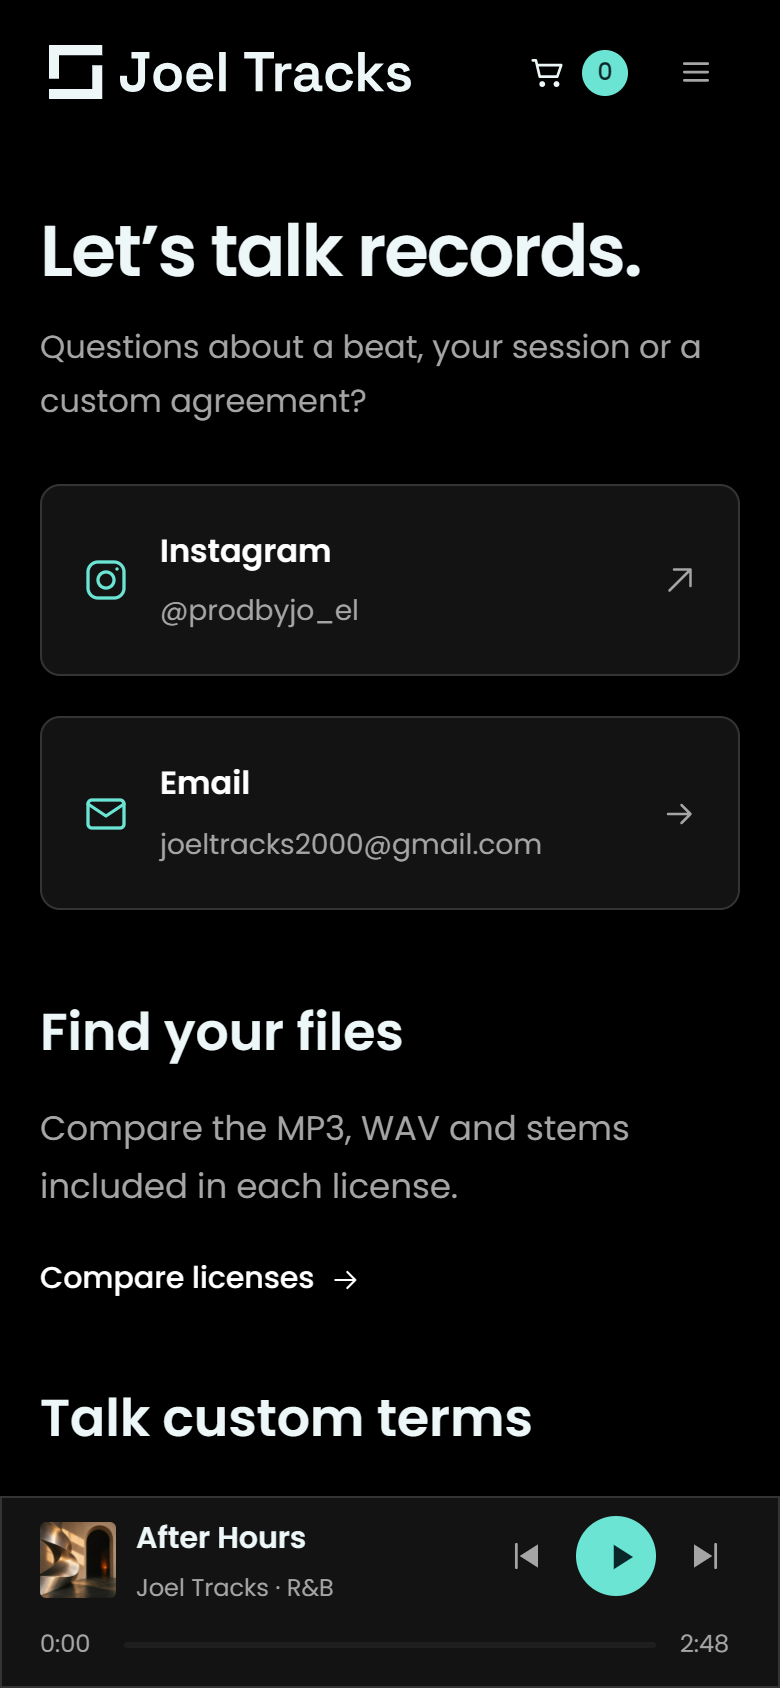 Joel Tracks
0
Let’s talk records.
Questions about a beat, your session or a
custom agreement?
Instagram
@prodbyjo_el
Email
joeltracks2000@gmail.com
Find your files
Compare the MP3, WAV and stems
included in each license.
Compare licenses →
Talk custom terms
After Hours
Joel Tracks · R&B
0:00
2:48